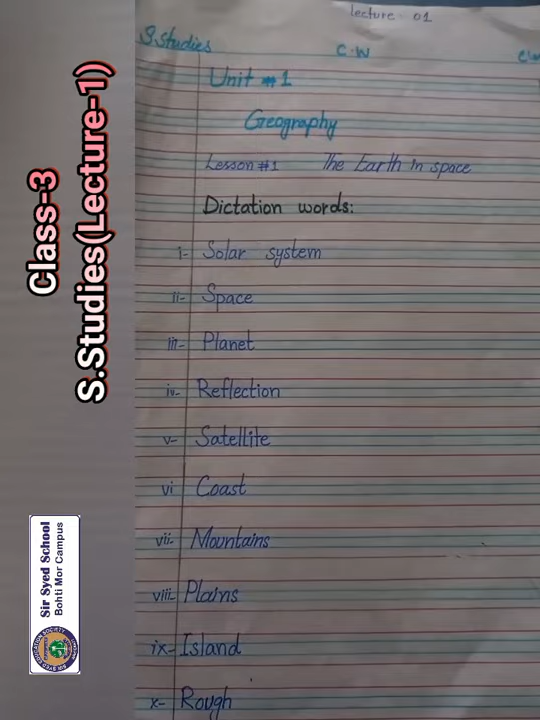 lecture 01
S.Studies C.W
Unit #1
Geography
Lesson #1 The Earth in space
Dictation words:
i- Solar system
ii- Space
iii- Planet
iv- Reflection
v- Satellite
vi Coast
vii- Mountains
viii- Plains
ix- Island
x- Rough
Class-3
S.Studies(Lecture-1)
Sir Syed School
Bohti Mor Campus